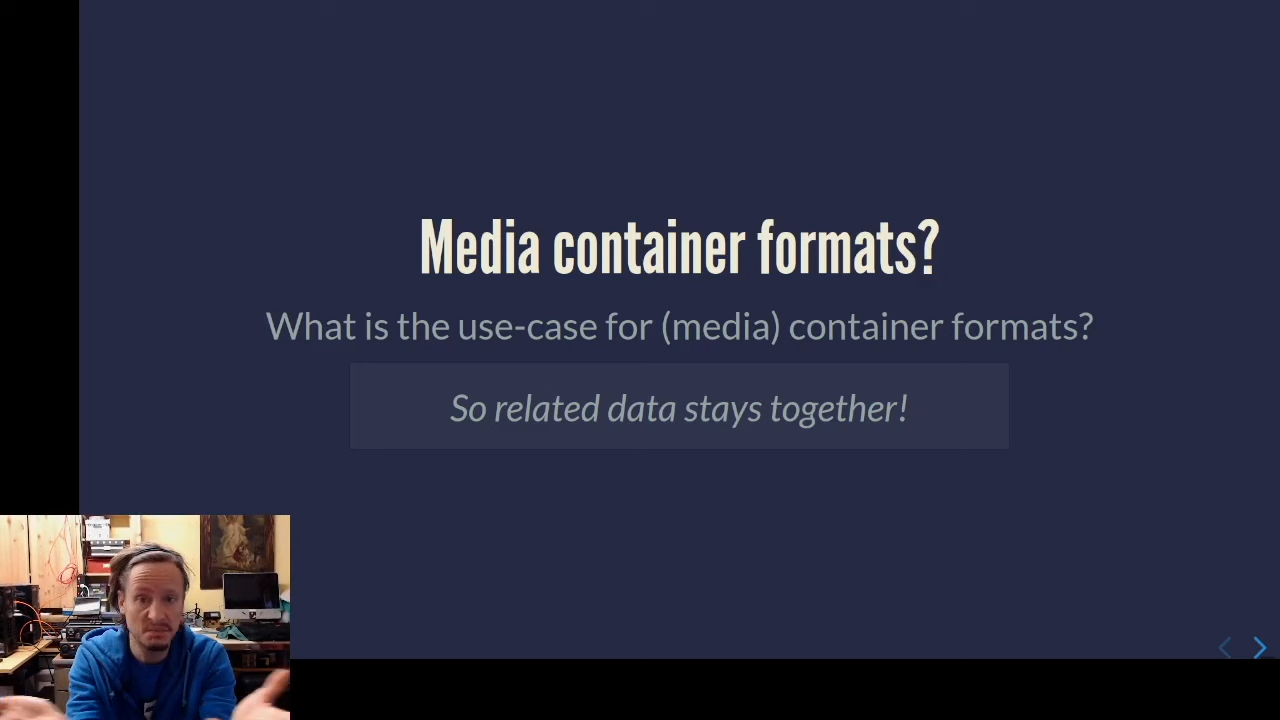 Media container formats?
What is the use-case for (media) container formats?
So related data stays together!